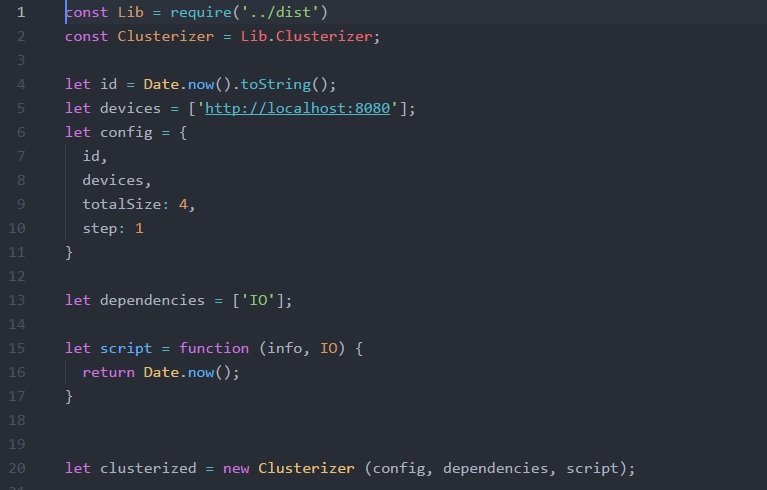 1 const Lib = require('../dist')
2 const Clusterizer = Lib.Clusterizer;
3
4 let id = Date.now().toString();
5 let devices = ['http://localhost:8080'];
6 let config = {
7 id,
8 devices,
9 totalSize: 4,
10 step: 1
11 }
12
13 let dependencies = ['IO'];
14
15 let script = function (info, IO) {
16 return Date.now();
17 }
18
19
20 let clusterized = new Clusterizer (config, dependencies, script);